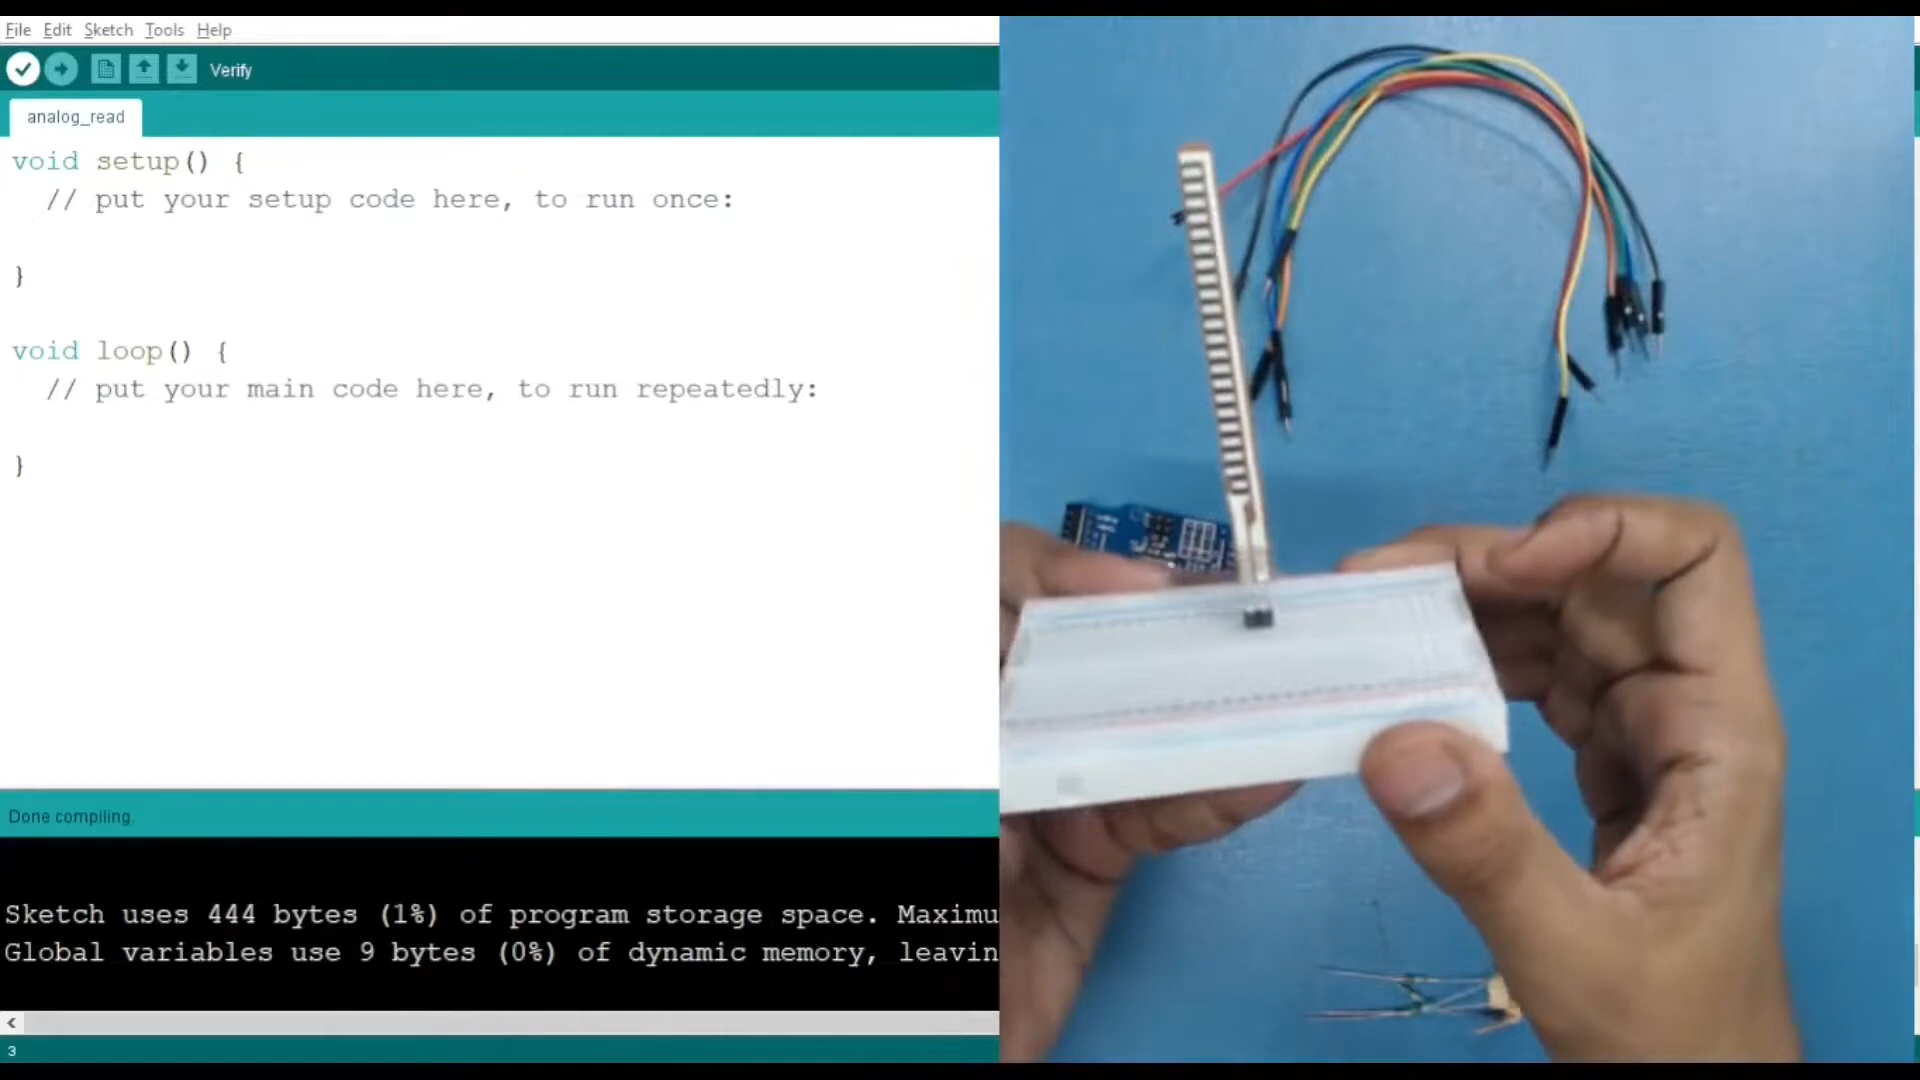 File Edit Sketch Tools Help
Verify
analog_read
void setup() {
// put your setup code here, to run once:
}
void loop() {
// put your main code here, to run repeatedly:
}
Done compiling.
Sketch uses 444 bytes (1%) of program storage space. Maximu
Global variables use 9 bytes (0%) of dynamic memory, leavin
3